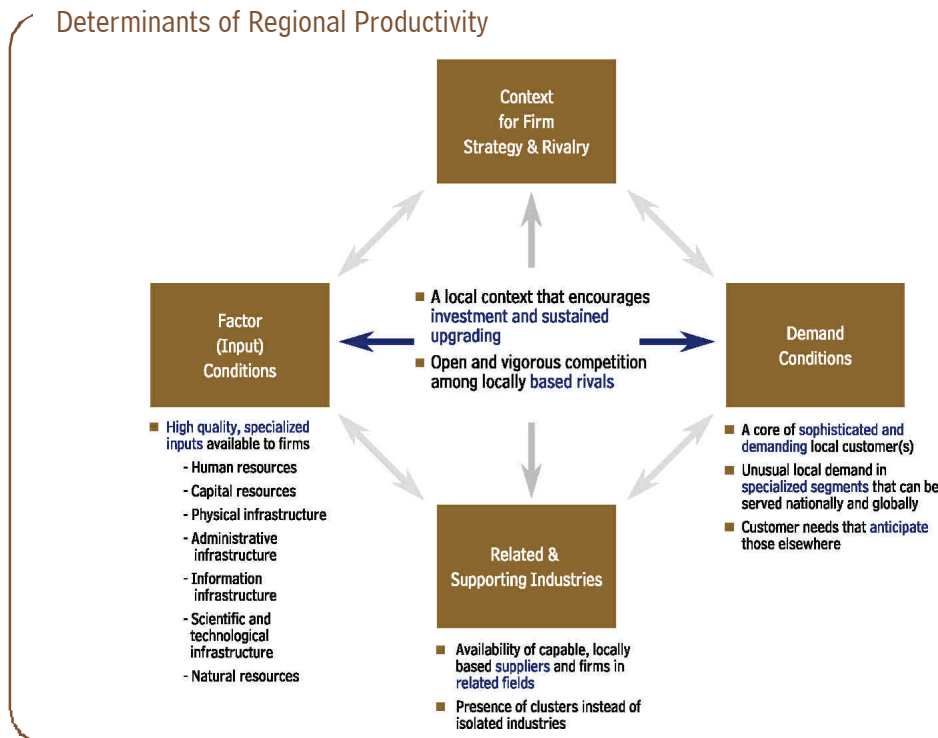 Determinants of Regional Productivity
Context
for Firm
Strategy & Rivalry
■ A local context that encourages
investment and sustained
upgrading
■ Open and vigorous competition
among locally based rivals
Factor
(Input)
Conditions
■ High quality, specialized
inputs available to firms
- Human resources
- Capital resources
- Physical infrastructure
- Administrative
infrastructure
- Information
infrastructure
- Scientific and
technological
infrastructure
- Natural resources
Demand
Conditions
■ A core of sophisticated and
demanding local customer(s)
■ Unusual local demand in
specialized segments that can be
served nationally and globally
■ Customer needs that anticipate
those elsewhere
Related &
Supporting Industries
■ Availability of capable, locally
based suppliers and firms in
related fields
■ Presence of clusters instead of
isolated industries